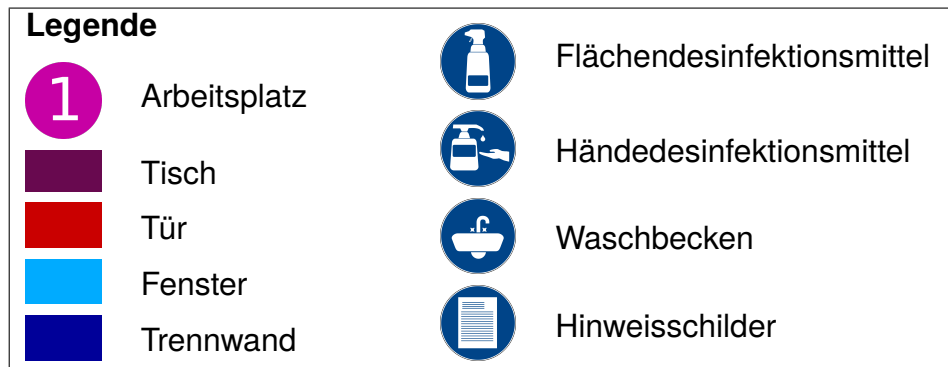 Legende
1 Arbeitsplatz
Tisch
Tür
Fenster
Trennwand
Flächendesinfektionsmittel
Händedesinfektionsmittel
Waschbecken
Hinweisschilder